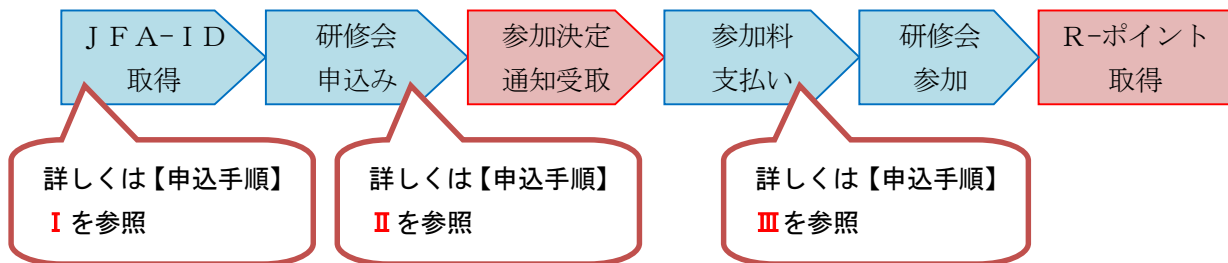 ＪＦＡ-ＩＤ
取得
研修会
申込み
参加決定
通知受取
参加料
支払い
研修会
参加
Ｒ-ポイント
取得
詳しくは【申込手順】
Ⅰを参照
詳しくは【申込手順】
Ⅱを参照
詳しくは【申込手順】
Ⅲを参照